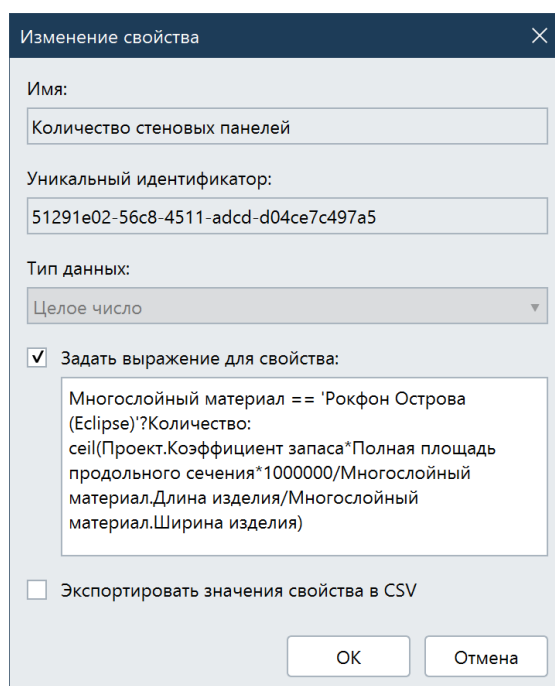 Изменение свойства
Имя:
Количество стеновых панелей
Уникальный идентификатор:
51291e02-56c8-4511-adcd-d04ce7c497a5
Тип данных:
Целое число
Задать выражение для свойства:
Многослойный материал == 'Рокфон Острова
(Eclipse)'?Количество:
ceil(Проект.Коэффициент запаса*Полная площадь
продольного сечения*1000000/Многослойный
материал.Длина изделия/Многослойный
материал.Ширина изделия)
Экспортировать значения свойства в CSV
ОК
Отмена